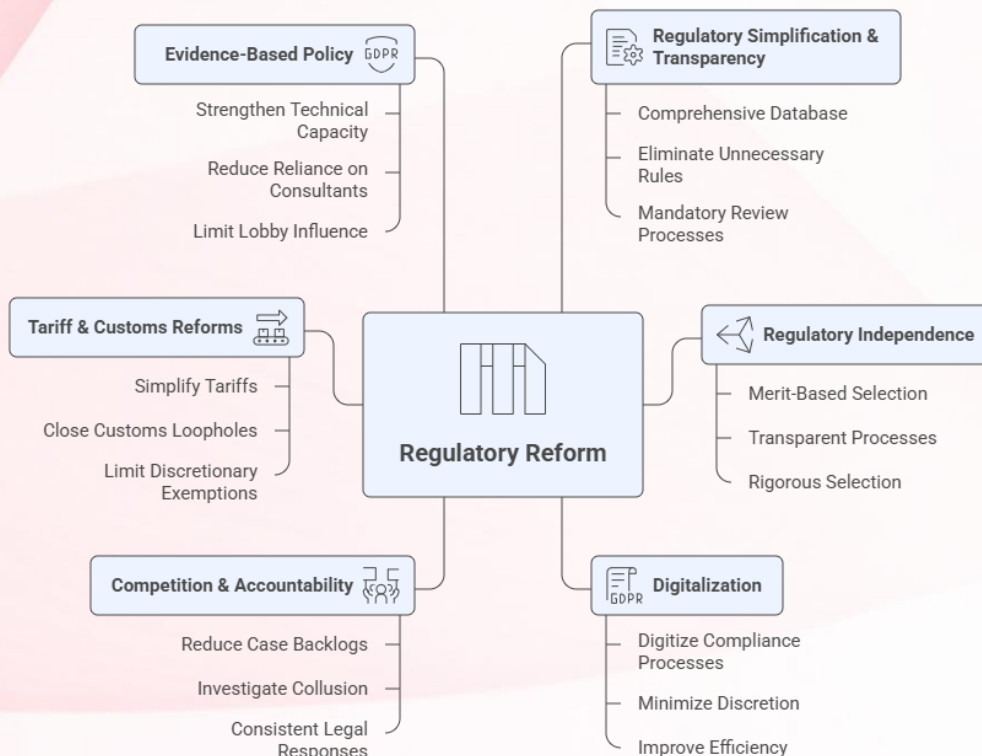 Evidence-Based Policy
GDPR
Strengthen Technical
Capacity
Reduce Reliance on
Consultants
Limit Lobby Influence
Regulatory Simplification &
Transparency
Comprehensive Database
Eliminate Unnecessary
Rules
Mandatory Review
Processes
Tariff & Customs Reforms
Simplify Tariffs
Close Customs Loopholes
Limit Discretionary
Exemptions
Regulatory Reform
Regulatory Independence
Merit-Based Selection
Transparent Processes
Rigorous Selection
Competition & Accountability
Reduce Case Backlogs
Investigate Collusion
Consistent Legal
Responses
Digitalization
GDPR
Digitize Compliance
Processes
Minimize Discretion
Improve Efficiency